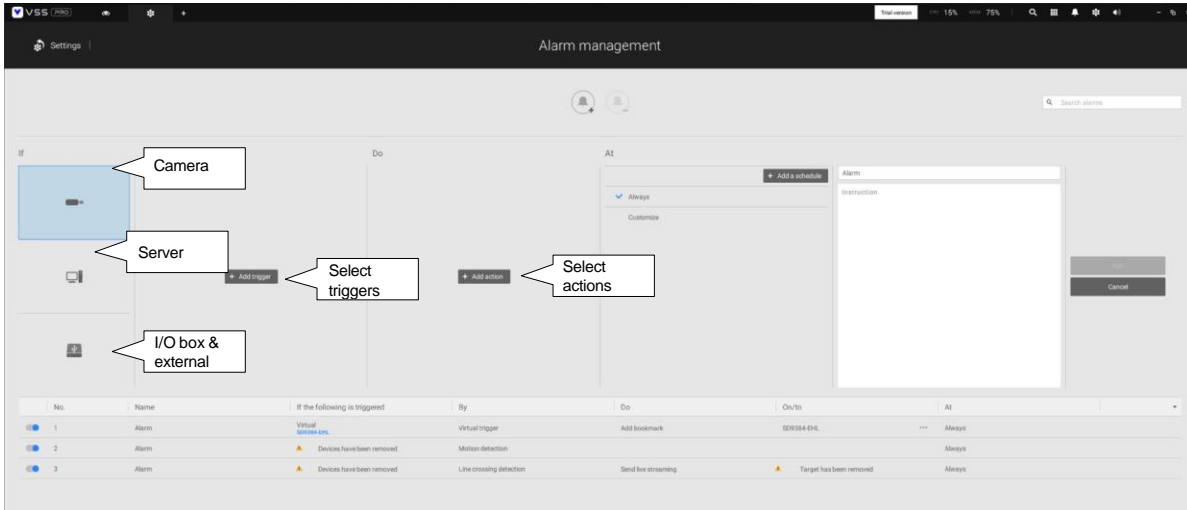 VSS PRO
Trial version
15%
75%
Settings
Alarm management
Search alarms
If
Do
At
Camera
Server
I/O box &
external
+ Add trigger
Select
triggers
+ Add action
Select
actions
+ Add a schedule
Always
Customize
Alarm
Instruction
Cancel
No. Name If the following is triggered By Do On/to At
1 Alarm Virtual Virtual trigger Add bookmark SD9384-EHL ••• Always
SD9384-EHL
2 Alarm Devices have been removed Motion detection Always
3 Alarm Devices have been removed Line crossing detection Send live streaming Target has been removed Always